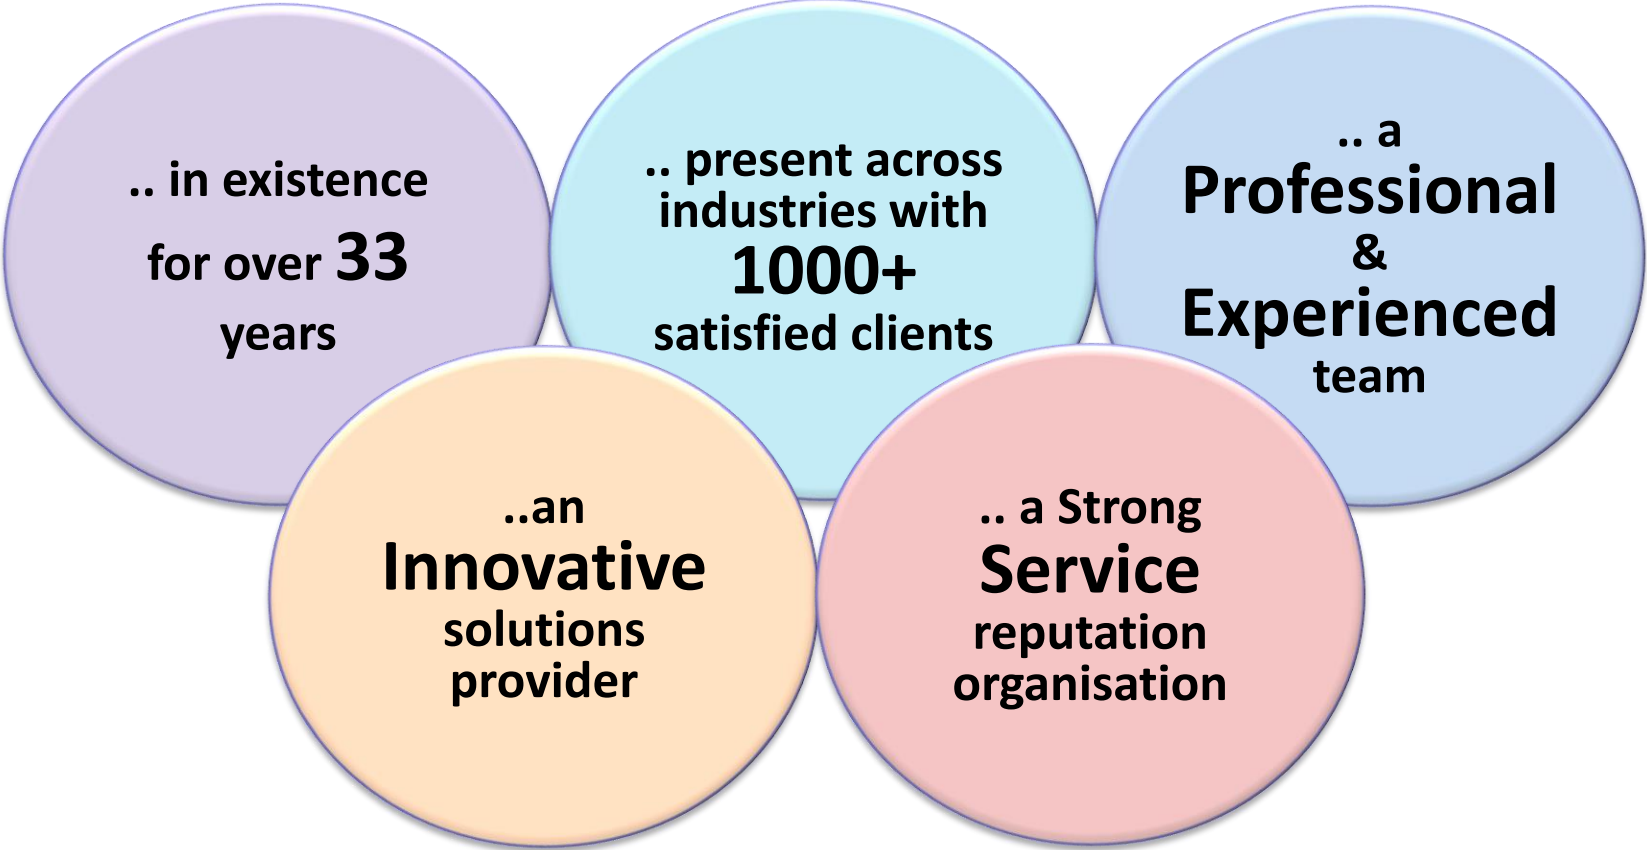 .. in existence
for over 33
years
.. present across
industries with
1000+
satisfied clients
.. a
Professional
&
Experienced
team
..an
Innovative
solutions
provider
.. a Strong
Service
reputation
organisation